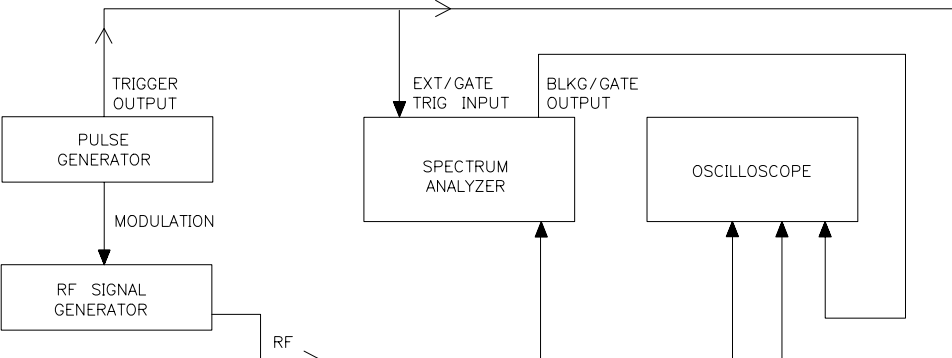 TRIGGER
OUTPUT
EXT/GATE
TRIG INPUT
BLKG/GATE
OUTPUT
PULSE
GENERATOR
SPECTRUM
ANALYZER
OSCILLOSCOPE
MODULATION
RF SIGNAL
GENERATOR
RF